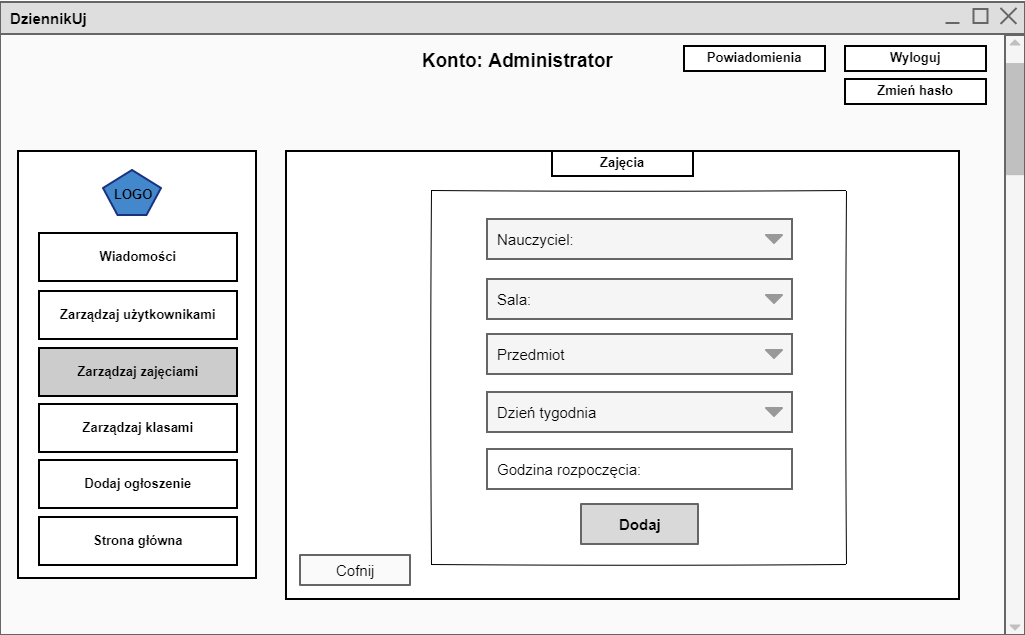 DziennikUj
Konto: Administrator
Powiadomienia
Wyloguj
Zmień hasło
LOGO
Wiadomości
Zarządzaj użytkownikami
Zarządzaj zajęciami
Zarządzaj klasami
Dodaj ogłoszenie
Strona główna
Zajęcia
Nauczyciel:
Sala:
Przedmiot
Dzień tygodnia
Godzina rozpoczęcia:
Dodaj
Cofnij